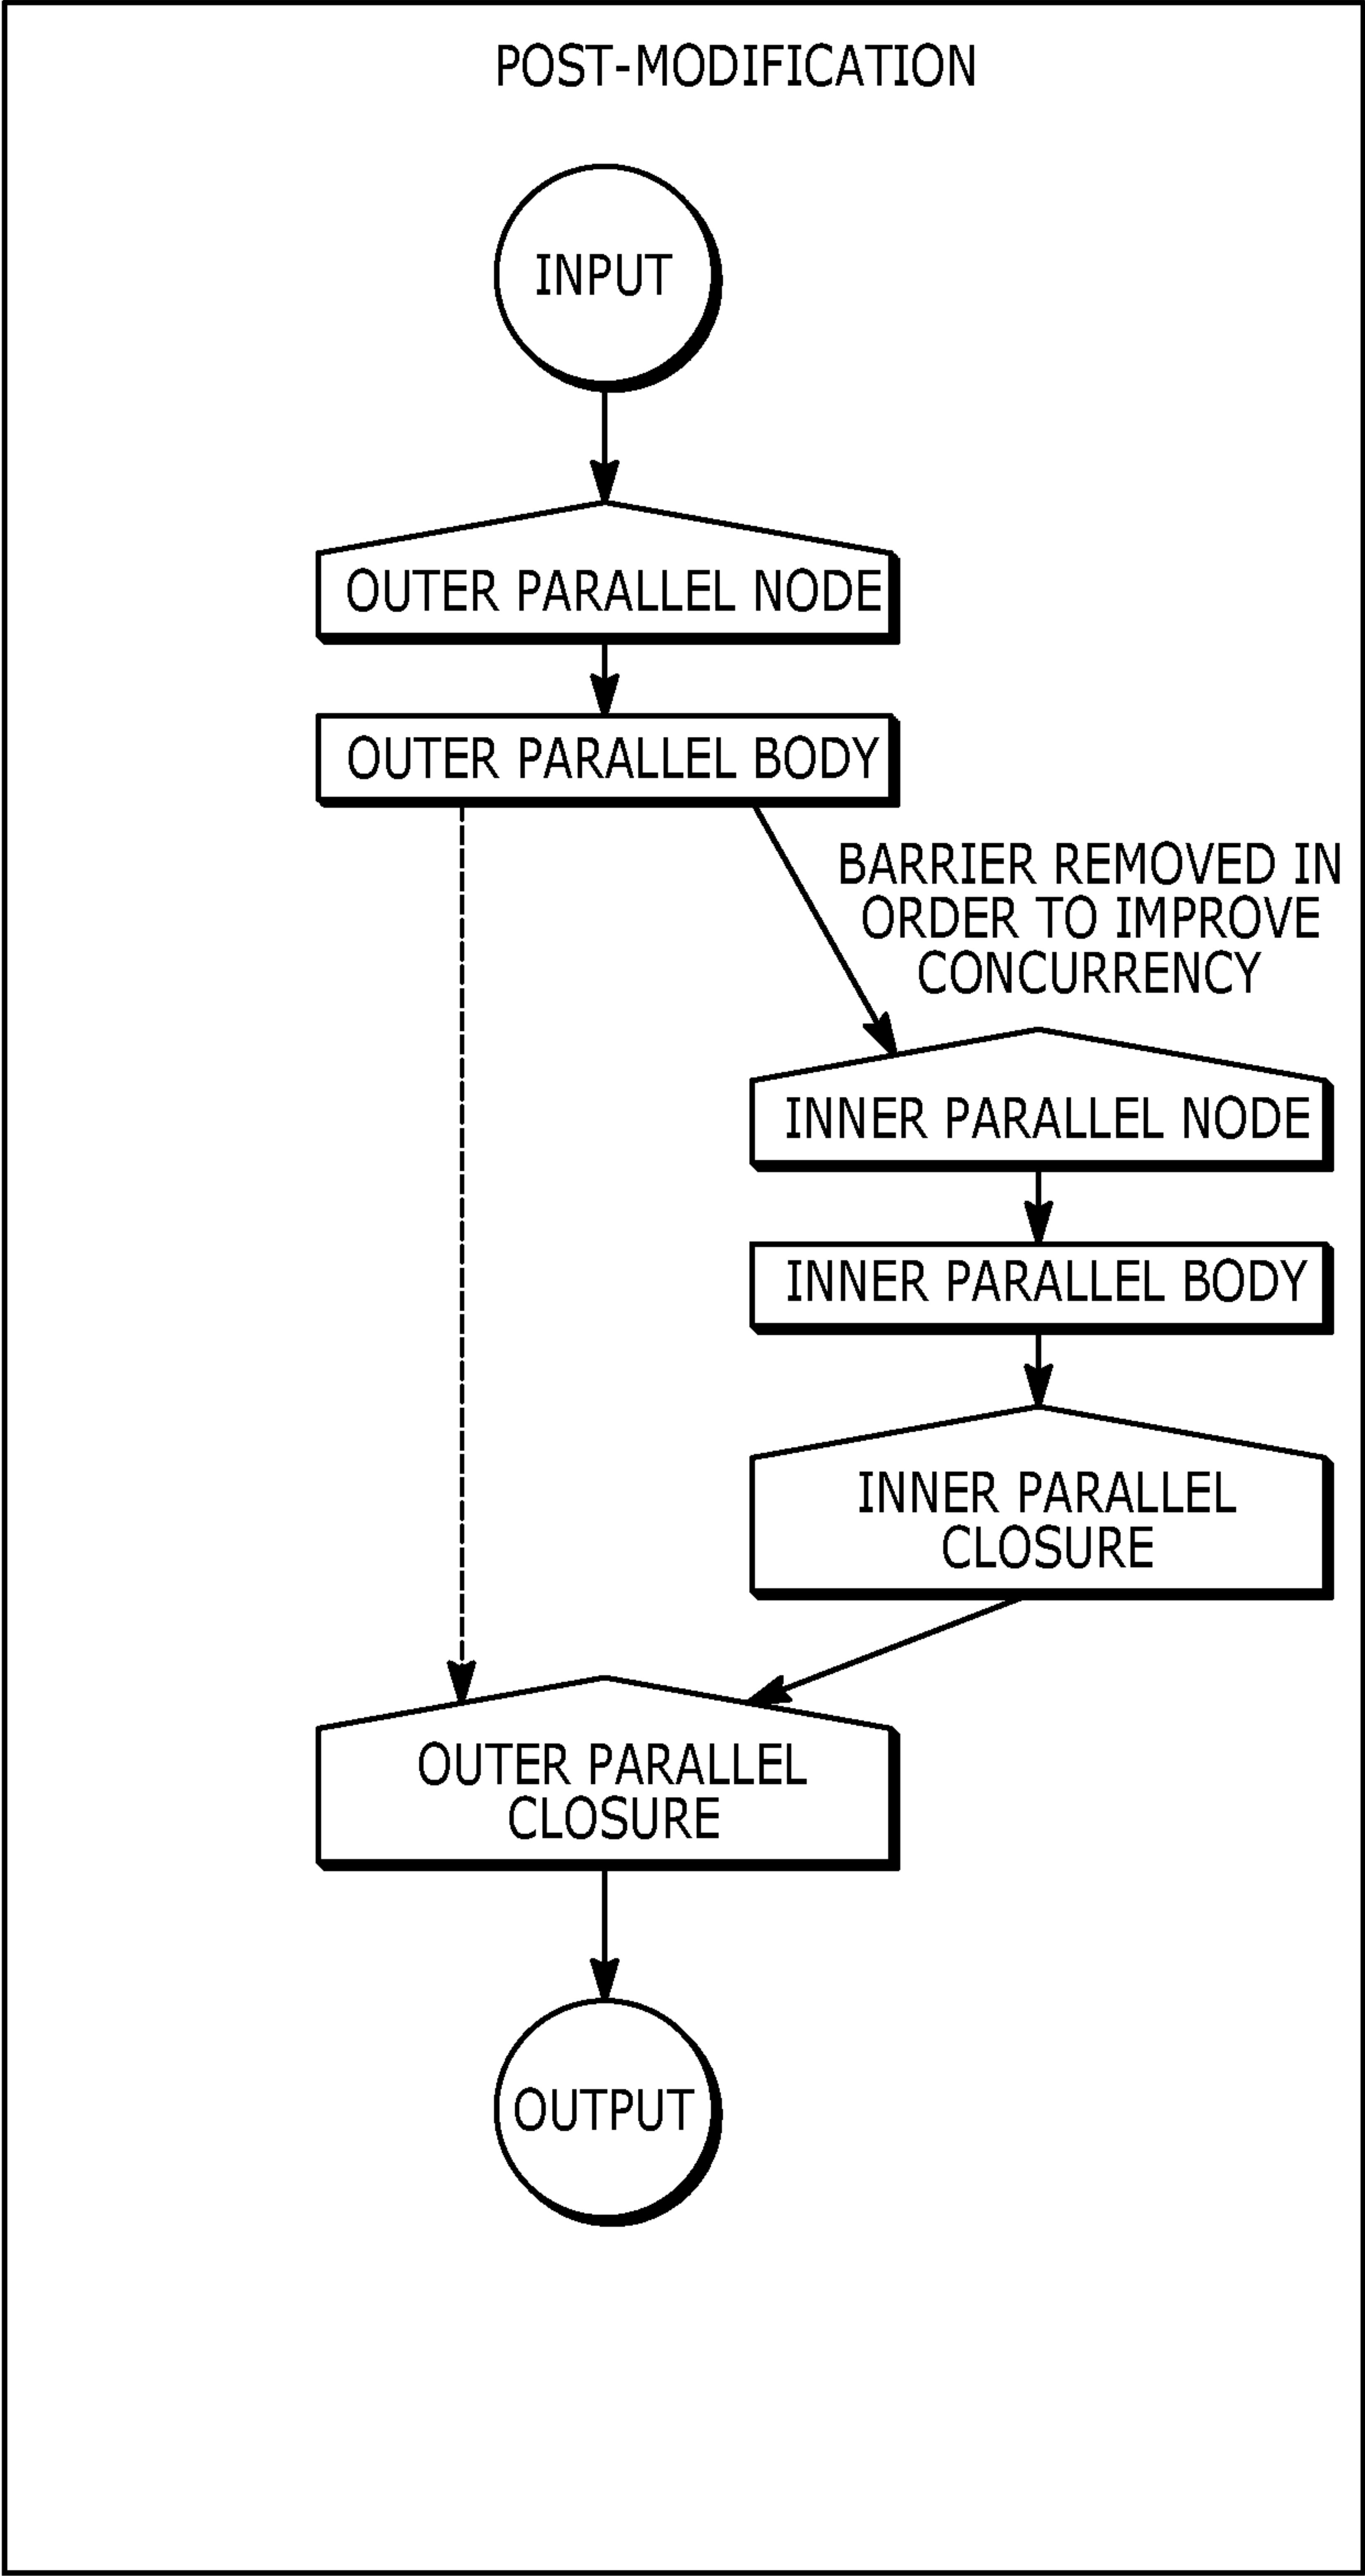 POST-MODIFICATION
INPUT
OUTER PARALLEL NODE
OUTER PARALLEL BODY
BARRIER REMOVED IN
ORDER TO IMPROVE
CONCURRENCY
INNER PARALLEL NODE
INNER PARALLEL BODY
INNER PARALLEL
CLOSURE
OUTER PARALLEL
CLOSURE
OUTPUT